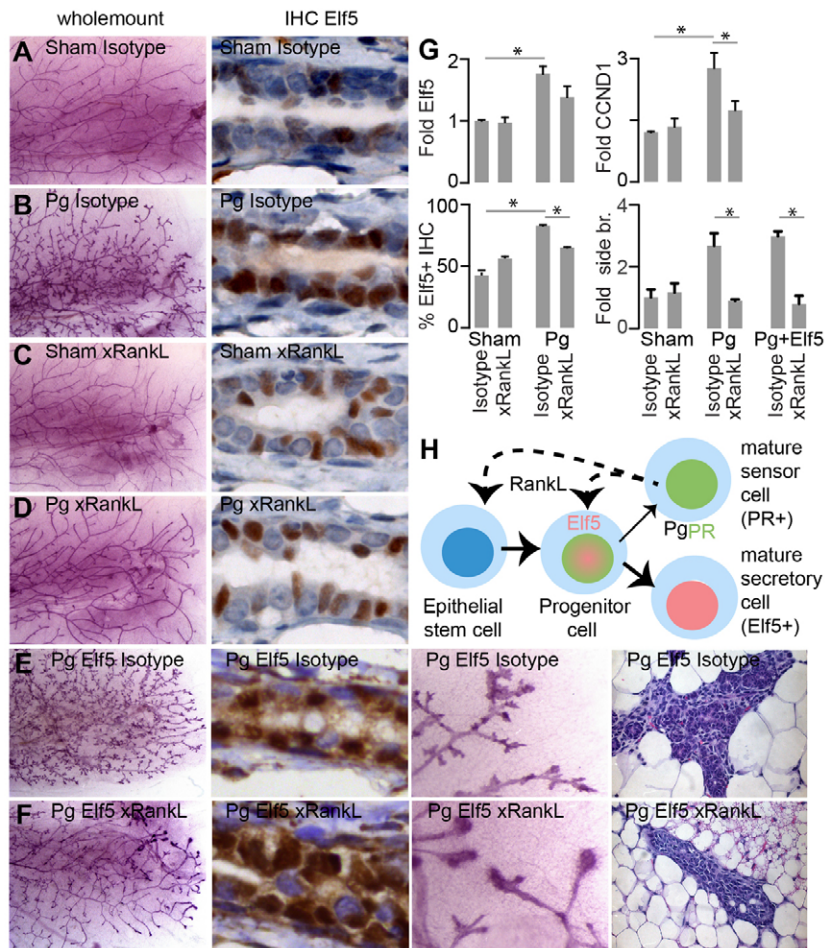 wholemount
IHC Elf5
A Sham Isotype
Sham Isotype
B Pg Isotype
Pg Isotype
C Sham xRankL
Sham xRankL
D Pg xRankL
Pg xRankL
E Pg Elf5 Isotype
Pg Elf5 Isotype
Pg Elf5 Isotype
Pg Elf5 Isotype
F Pg Elf5 xRankL
Pg Elf5 xRankL
Pg Elf5 xRankL
Pg Elf5 xRankL
G
Fold Elf5
2
1
0
*
Fold CCND1
3
0
* *
% Elf5+ IHC
100
50
0
* *
Sham Pg
Isotype
xRankL
Isotype
xRankL
Fold side br.
4
2
0
* *
Sham Pg Pg+Elf5
Isotype
xRankL
Isotype
xRankL
Isotype
xRankL
H
RankL
Elf5
PgPR
Epithelial
stem cell
Progenitor
cell
mature
sensor
cell
(PR+)
mature
secretory
cell
(Elf5+)